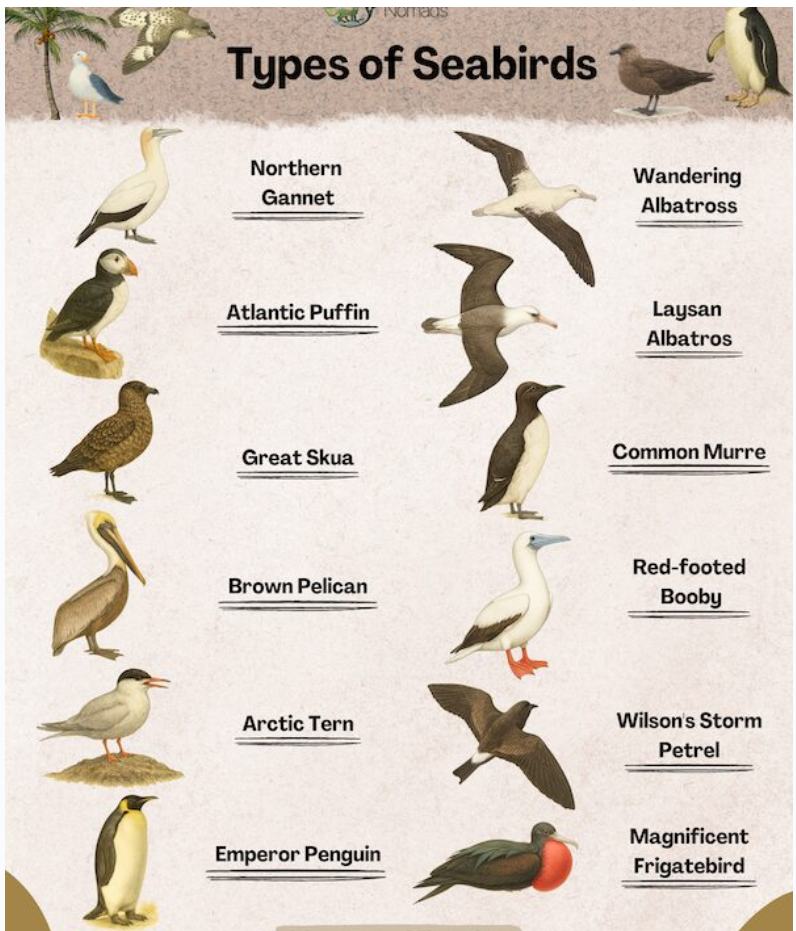 Nomads
Types of Seabirds
Northern
Gannet
Wandering
Albatross
Atlantic Puffin
Laysan
Albatros
Great Skua
Common Murre
Brown Pelican
Red-footed
Booby
Arctic Tern
Wilson's Storm
Petrel
Emperor Penguin
Magnificent
Frigatebird